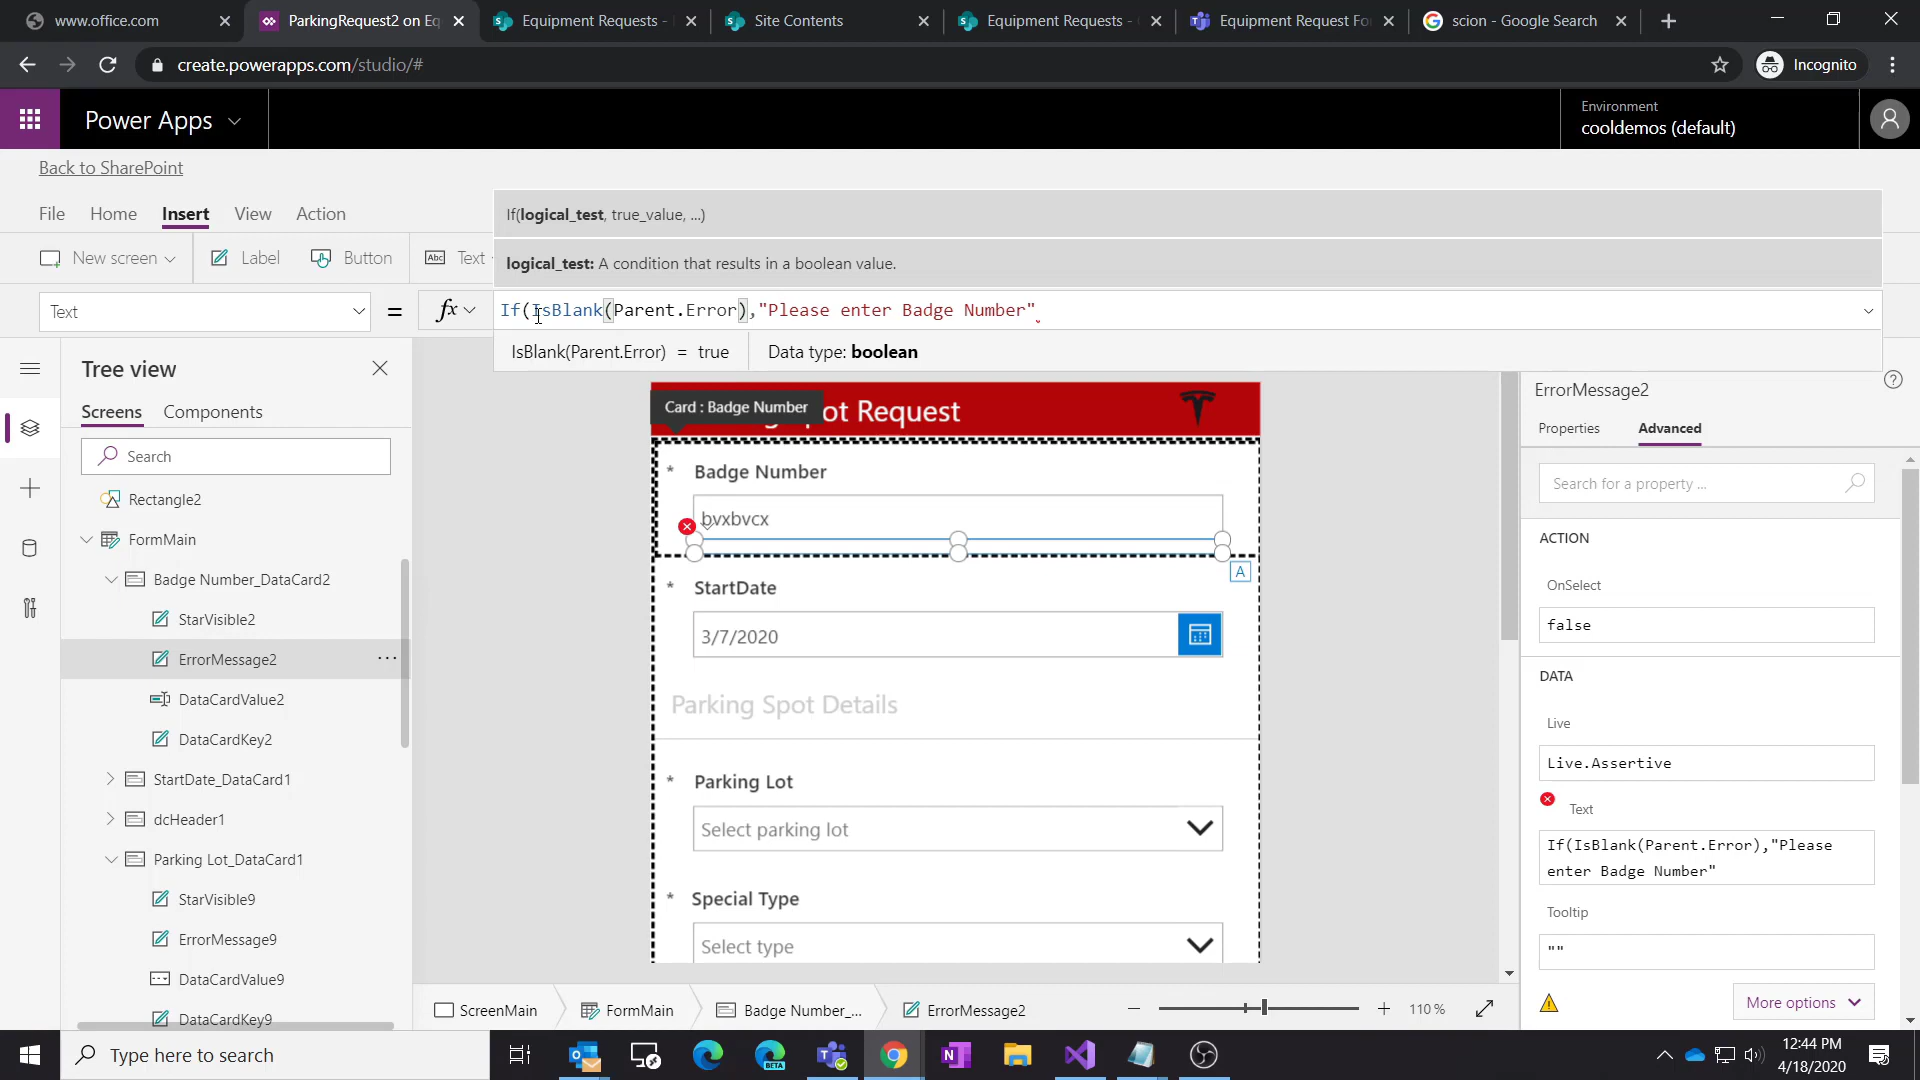 www.office.com
ParkingRequest2 on Eq
Equipment Requests -
Site Contents
Equipment Requests -
Equipment Request Fo
scion - Google Search
create.powerapps.com/studio/#
Incognito
Power Apps
Environment
cooldemos (default)
Back to SharePoint
File
Home
Insert
View
Action
If(logical_test, true_value, ...)
New screen
Label
Button
Abc
Text
logical_test: A condition that results in a boolean value.
Text
=
fx
If(IsBlank(Parent.Error),"Please enter Badge Number"
IsBlank(Parent.Error) = true
Data type: boolean
Tree view
Screens
Components
Search
Rectangle2
FormMain
Badge Number_DataCard2
StarVisible2
ErrorMessage2
DataCardValue2
DataCardKey2
StartDate_DataCard1
dcHeader1
Parking Lot_DataCard1
StarVisible9
ErrorMessage9
DataCardValue9
DataCardKey9
Card : Badge Number
ot Request
* Badge Number
bvxbvcx
A
* StartDate
3/7/2020
Parking Spot Details
* Parking Lot
Select parking lot
* Special Type
Select type
ErrorMessage2
Properties
Advanced
Search for a property ...
ACTION
OnSelect
false
DATA
Live
Live.Assertive
Text
If(IsBlank(Parent.Error),"Please
enter Badge Number"
Tooltip
""
More options
ScreenMain
FormMain
Badge Number_...
ErrorMessage2
110 %
Type here to search
BETA
12:44 PM
4/18/2020